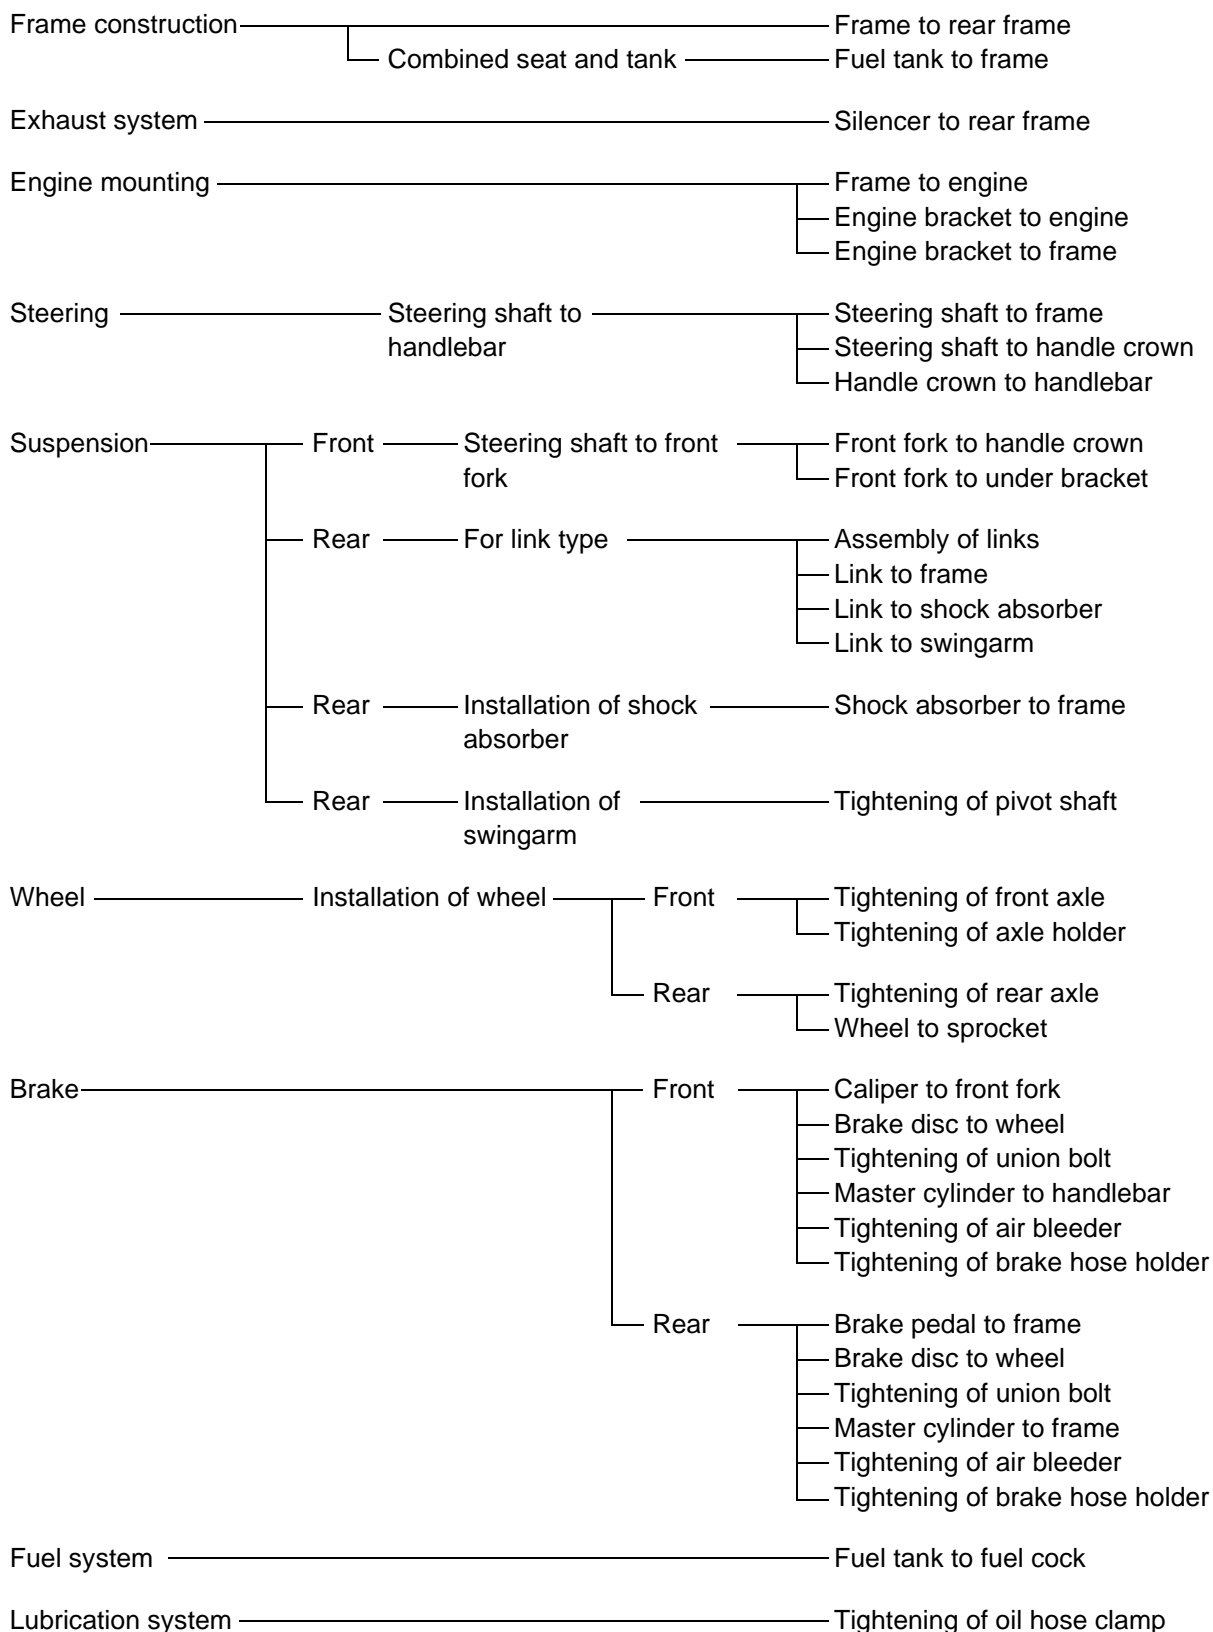 Frame construction Frame to rear frame
Combined seat and tank Fuel tank to frame
Exhaust system Silencer to rear frame
Engine mounting Frame to engine
Engine bracket to engine
Engine bracket to frame
Steering Steering shaft to Steering shaft to frame
handlebar Steering shaft to handle crown
Handle crown to handlebar
Suspension Front Steering shaft to front Front fork to handle crown
fork Front fork to under bracket
Rear For link type Assembly of links
Link to frame
Link to shock absorber
Link to swingarm
Rear Installation of shock Shock absorber to frame
absorber
Rear Installation of Tightening of pivot shaft
swingarm
Wheel Installation of wheel Front Tightening of front axle
Tightening of axle holder
Rear Tightening of rear axle
Wheel to sprocket
Brake Front Caliper to front fork
Brake disc to wheel
Tightening of union bolt
Master cylinder to handlebar
Tightening of air bleeder
Tightening of brake hose holder
Rear Brake pedal to frame
Brake disc to wheel
Tightening of union bolt
Master cylinder to frame
Tightening of air bleeder
Tightening of brake hose holder
Fuel system Fuel tank to fuel cock
Lubrication system Tightening of oil hose clamp